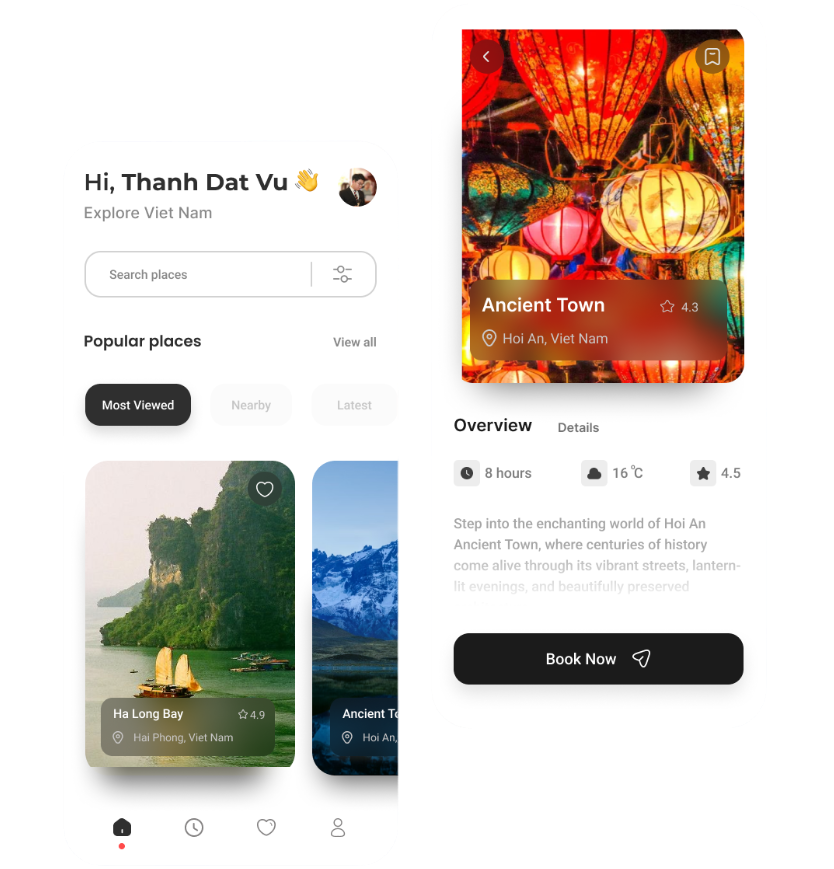 Hi, Thanh Dat Vu 👋
Explore Viet Nam
Search places
Popular places
View all
Most Viewed
Nearby
Latest
Ha Long Bay
4.9
Hai Phong, Viet Nam
Ancient To
Hoi An,
Ancient Town
4.3
Hoi An, Viet Nam
Overview
Details
8 hours
16 °C
4.5
Step into the enchanting world of Hoi An
Ancient Town, where centuries of history
come alive through its vibrant streets, lantern-
lit evenings, and beautifully preserved
Book Now